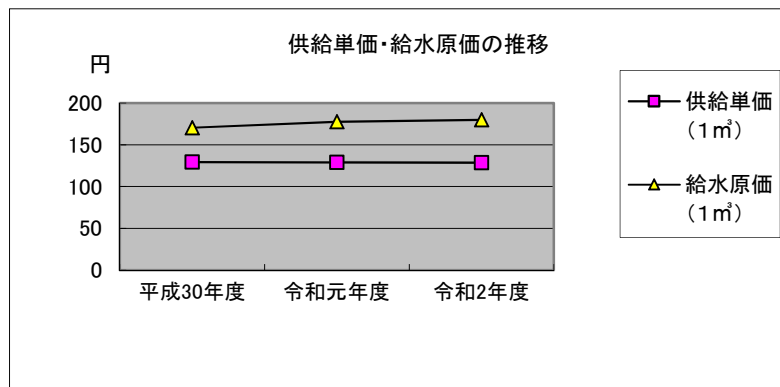 供給単価・給水原価の推移
円
200
150
100
50
0
平成30年度 令和元年度 令和2年度
供給単価
（１㎥）
給水原価
（１㎥）